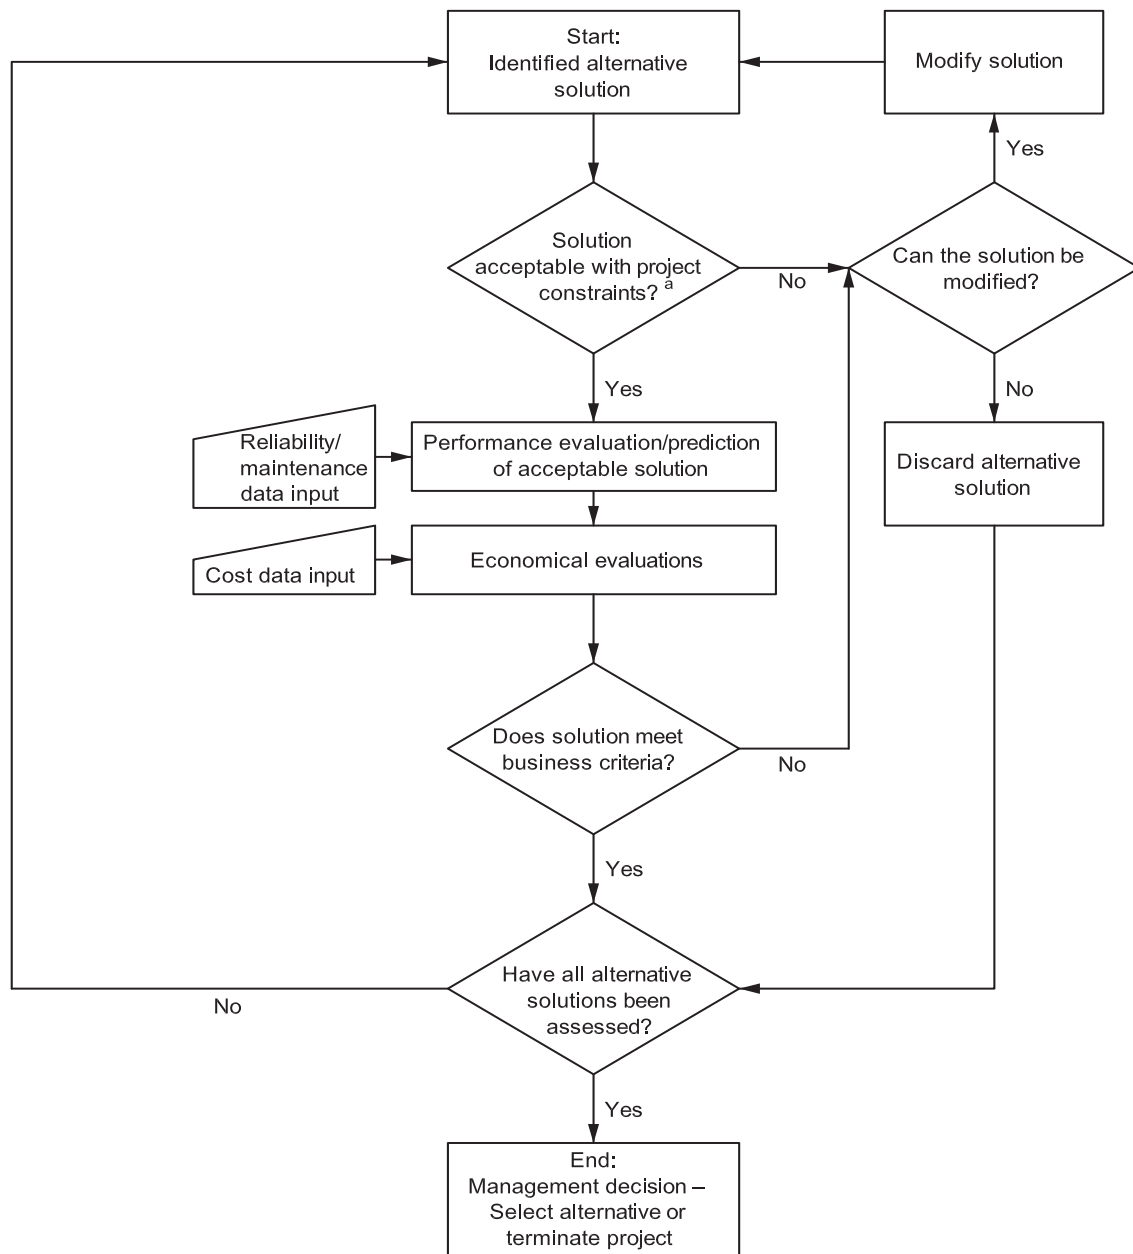 Start:
Identified alternative
solution
Modify solution
Yes
Solution
acceptable with project
constraints? a
No
Can the solution be
modified?
Yes
No
Reliability/
maintenance
data input
Performance evaluation/prediction
of acceptable solution
Discard alternative
solution
Cost data input
Economical evaluations
Does solution meet
business criteria?
No
Yes
Have all alternative
solutions been
assessed?
No
Yes
End:
Management decision –
Select alternative or
terminate project